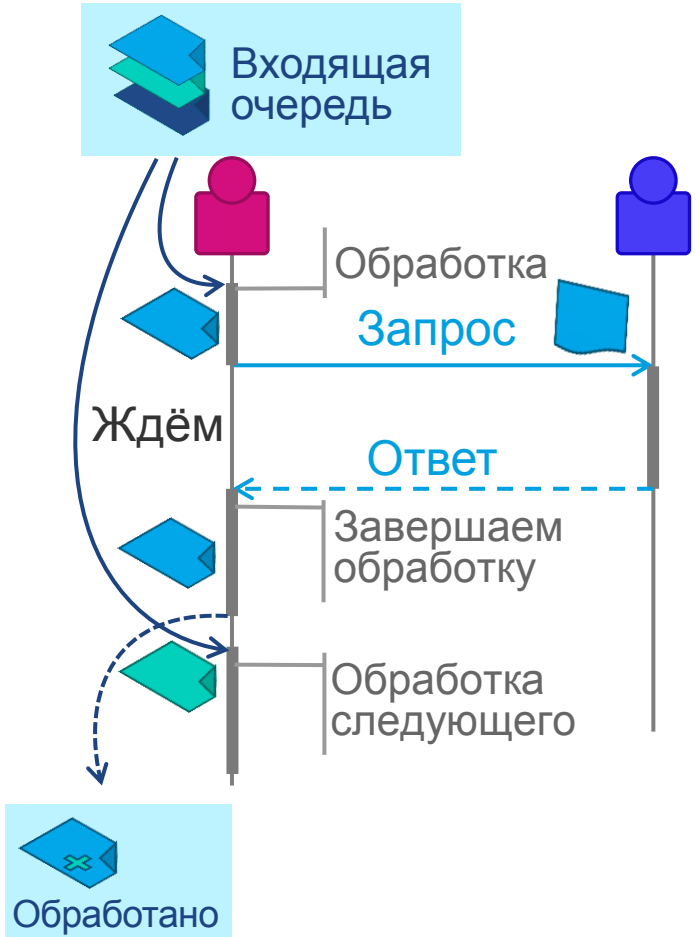 Входящая
очередь
Обработка
Запрос
Ждём
Ответ
Завершаем
обработку
Обработка
следующего
Обработано